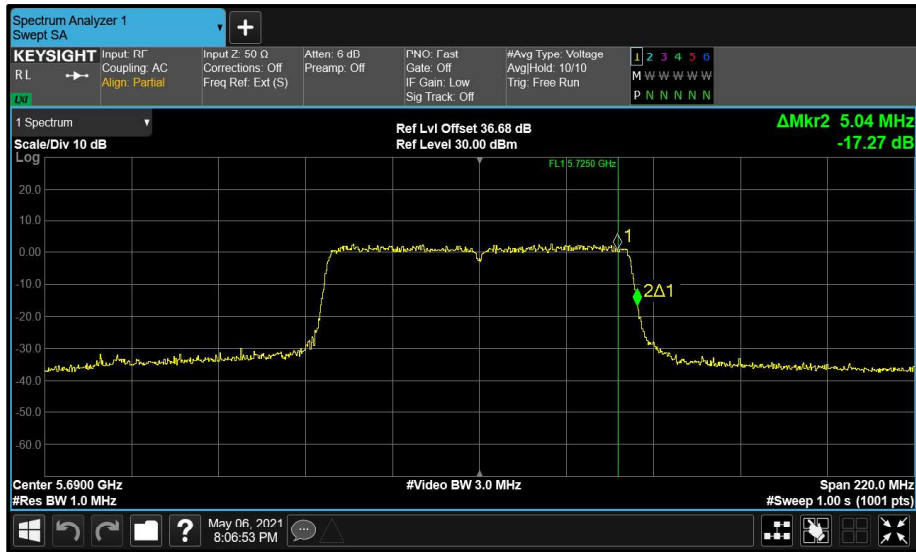 Spectrum Analyzer 1
Swept SA
+
KEYSIGHT
RL
LXI
Input: RF
Coupling: AC
Align: Partial
Input Z: 50 Ω
Corrections: Off
Freq Ref: Ext (S)
Atten: 6 dB
Preamp: Off
PNO: Fast
Gate: Off
IF Gain: Low
Sig Track: Off
#Avg Type: Voltage
Avg|Hold: 10/10
Trig: Free Run
1 2 3 4 5 6
M W W W W W
P N N N N N
1 Spectrum
Scale/Div 10 dB
Ref Lvl Offset 36.68 dB
Ref Level 30.00 dBm
ΔMkr2 5.04 MHz
-17.27 dB
Log
FL1 5.7250 GHz
20.0
10.0
0.00
1
-10.0
2Δ1
-20.0
-30.0
-40.0
-50.0
-60.0
Center 5.6900 GHz
#Video BW 3.0 MHz
Span 220.0 MHz
#Res BW 1.0 MHz
#Sweep 1.00 s (1001 pts)
?
May 06, 2021
8:06:53 PM